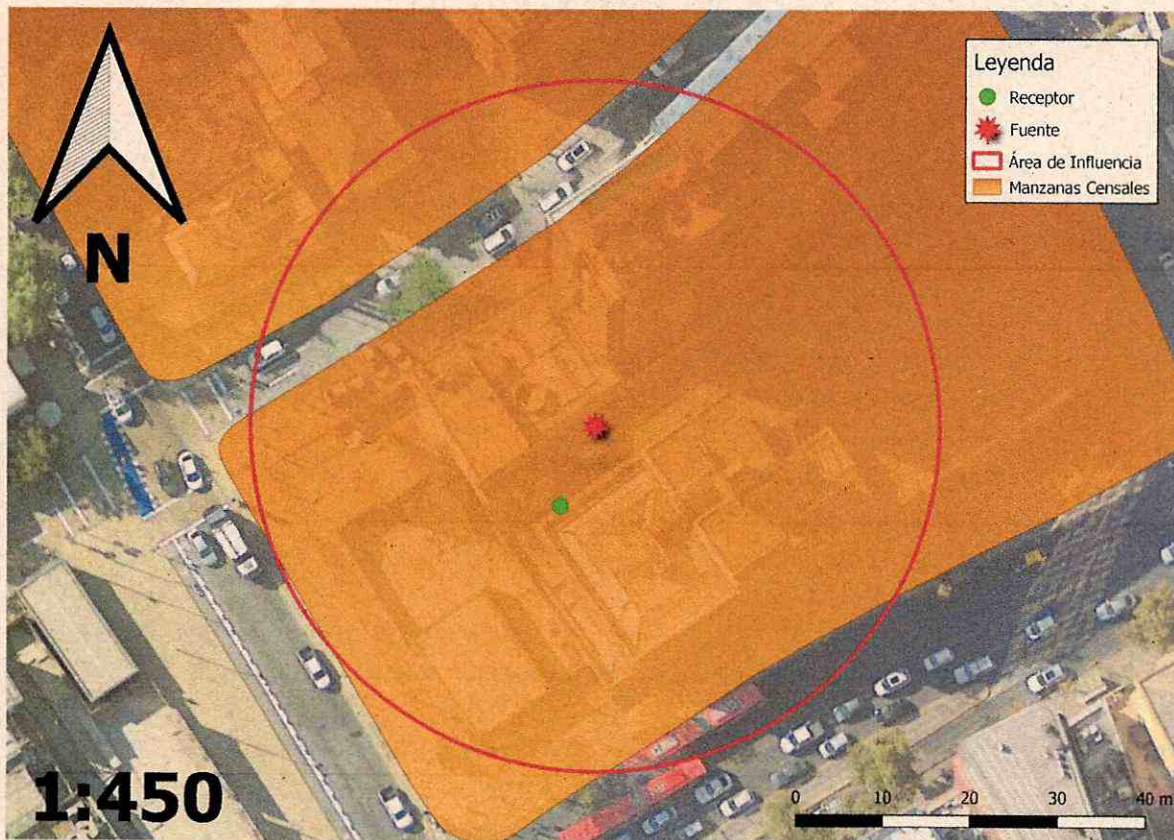 N
Leyenda
Receptor
Fuente
Área de Influencia
Manzanas Censales
1:450
0 10 20 30 40 m